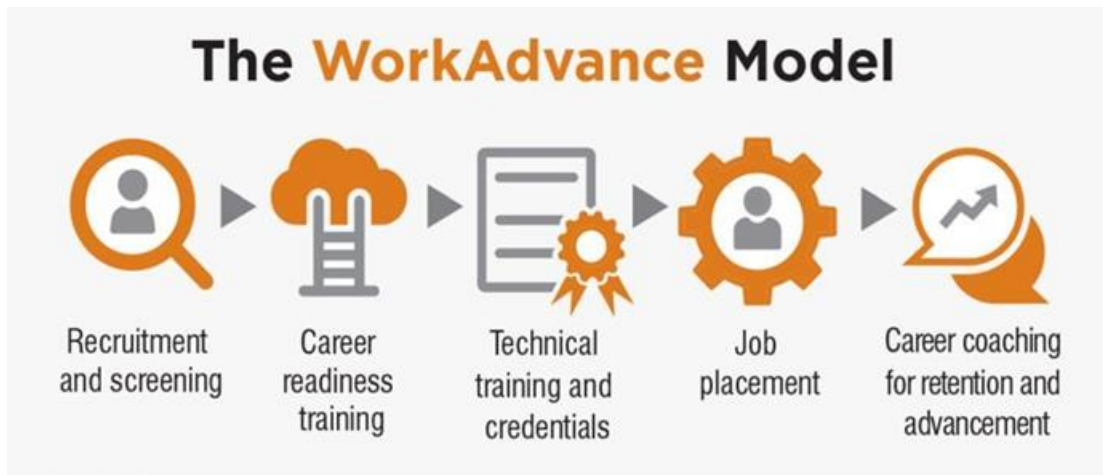 The WorkAdvance Model
Recruitment
and screening
Career
readiness
training
Technical
training and
credentials
Job
placement
Career coaching
for retention and
advancement